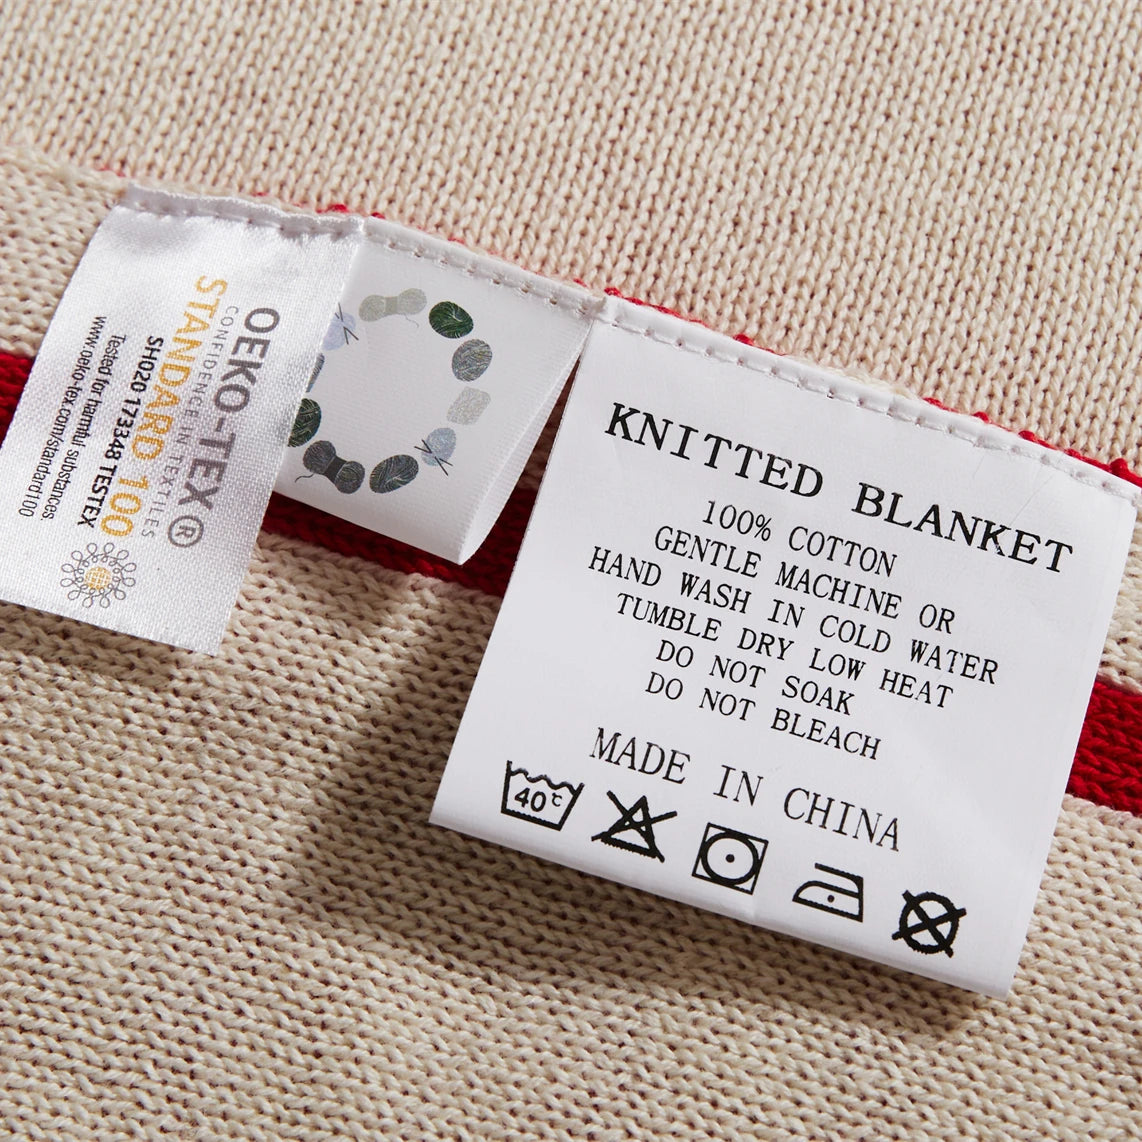 OEKO-TEX®
CONFIDENCE IN TEXTILES
STANDARD 100
SH020 173348 TESTEX
Tested for harmful substances
www.oeko-tex.com/standard100
KNITTED BLANKET
100% COTTON
GENTLE MACHINE OR
HAND WASH IN COLD WATER
TUMBLE DRY LOW HEAT
DO NOT SOAK
DO NOT BLEACH
MADE IN CHINA
40℃